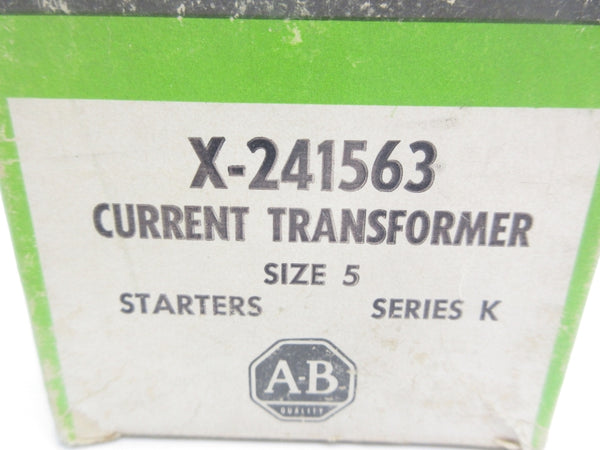 X-241563
CURRENT TRANSFORMER
SIZE 5
STARTERS SERIES K
A-B
QUALITY